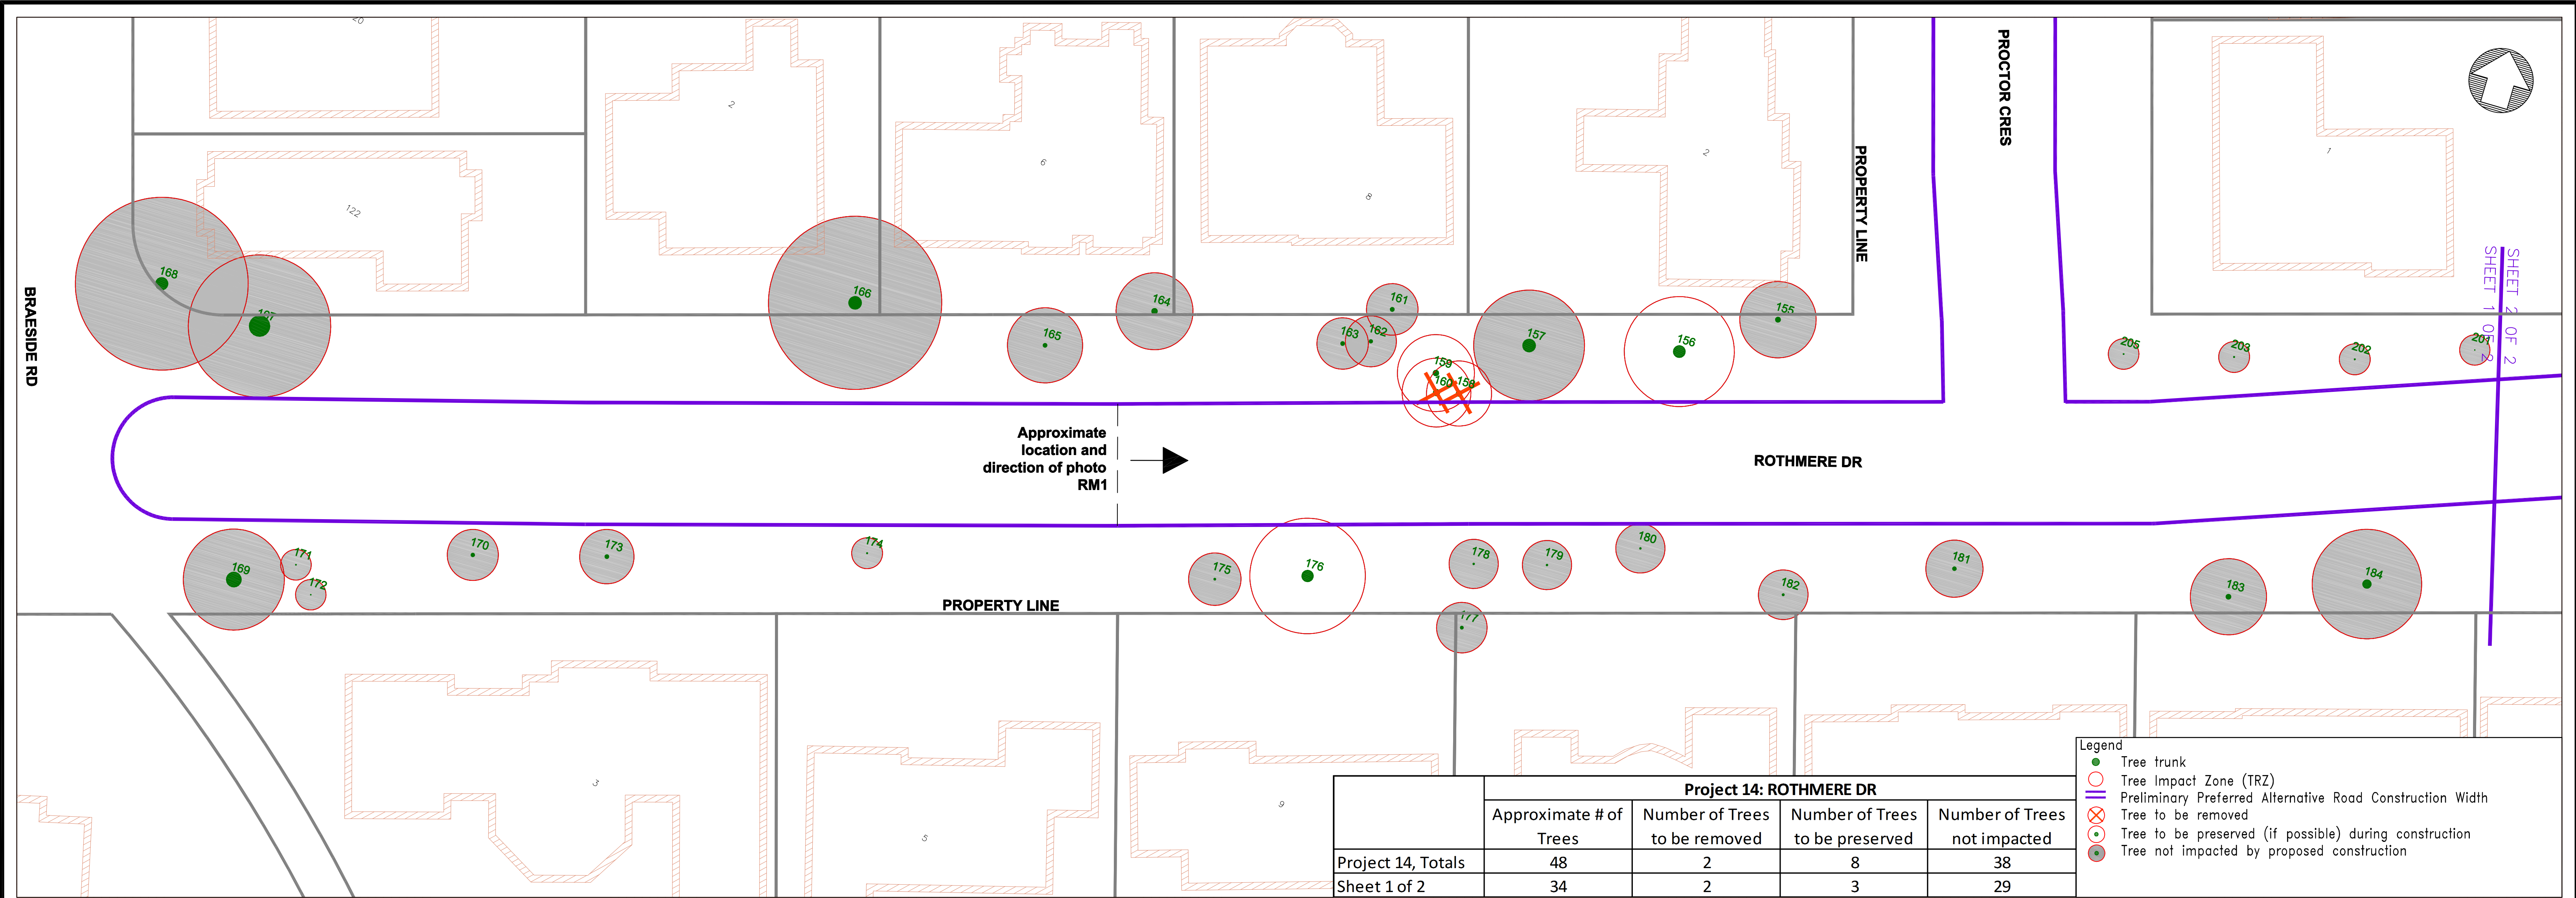 20
2
6
8
2
1
122
PROCTOR CRES
PROPERTY LINE
SHEET 2 OF 2
SHEET 1 OF 2
BRAESIDE RD
168
167
166
165
164
163
162
161
159
160
158
157
156
155
205
203
202
201
Approximate
location and
direction of photo
RM1
ROTHMERE DR
169
171
172
170
173
174
175
176
178
177
179
180
182
181
183
184
PROPERTY LINE
3
5
9
Project 14: ROTHMERE DR
Approximate # of Trees Number of Trees to be removed Number of Trees to be preserved Number of Trees not impacted
Project 14, Totals 48 2 8 38
Sheet 1 of 2 34 2 3 29
Legend
Tree trunk
Tree Impact Zone (TRZ)
Preliminary Preferred Alternative Road Construction Width
Tree to be removed
Tree to be preserved (if possible) during construction
Tree not impacted by proposed construction